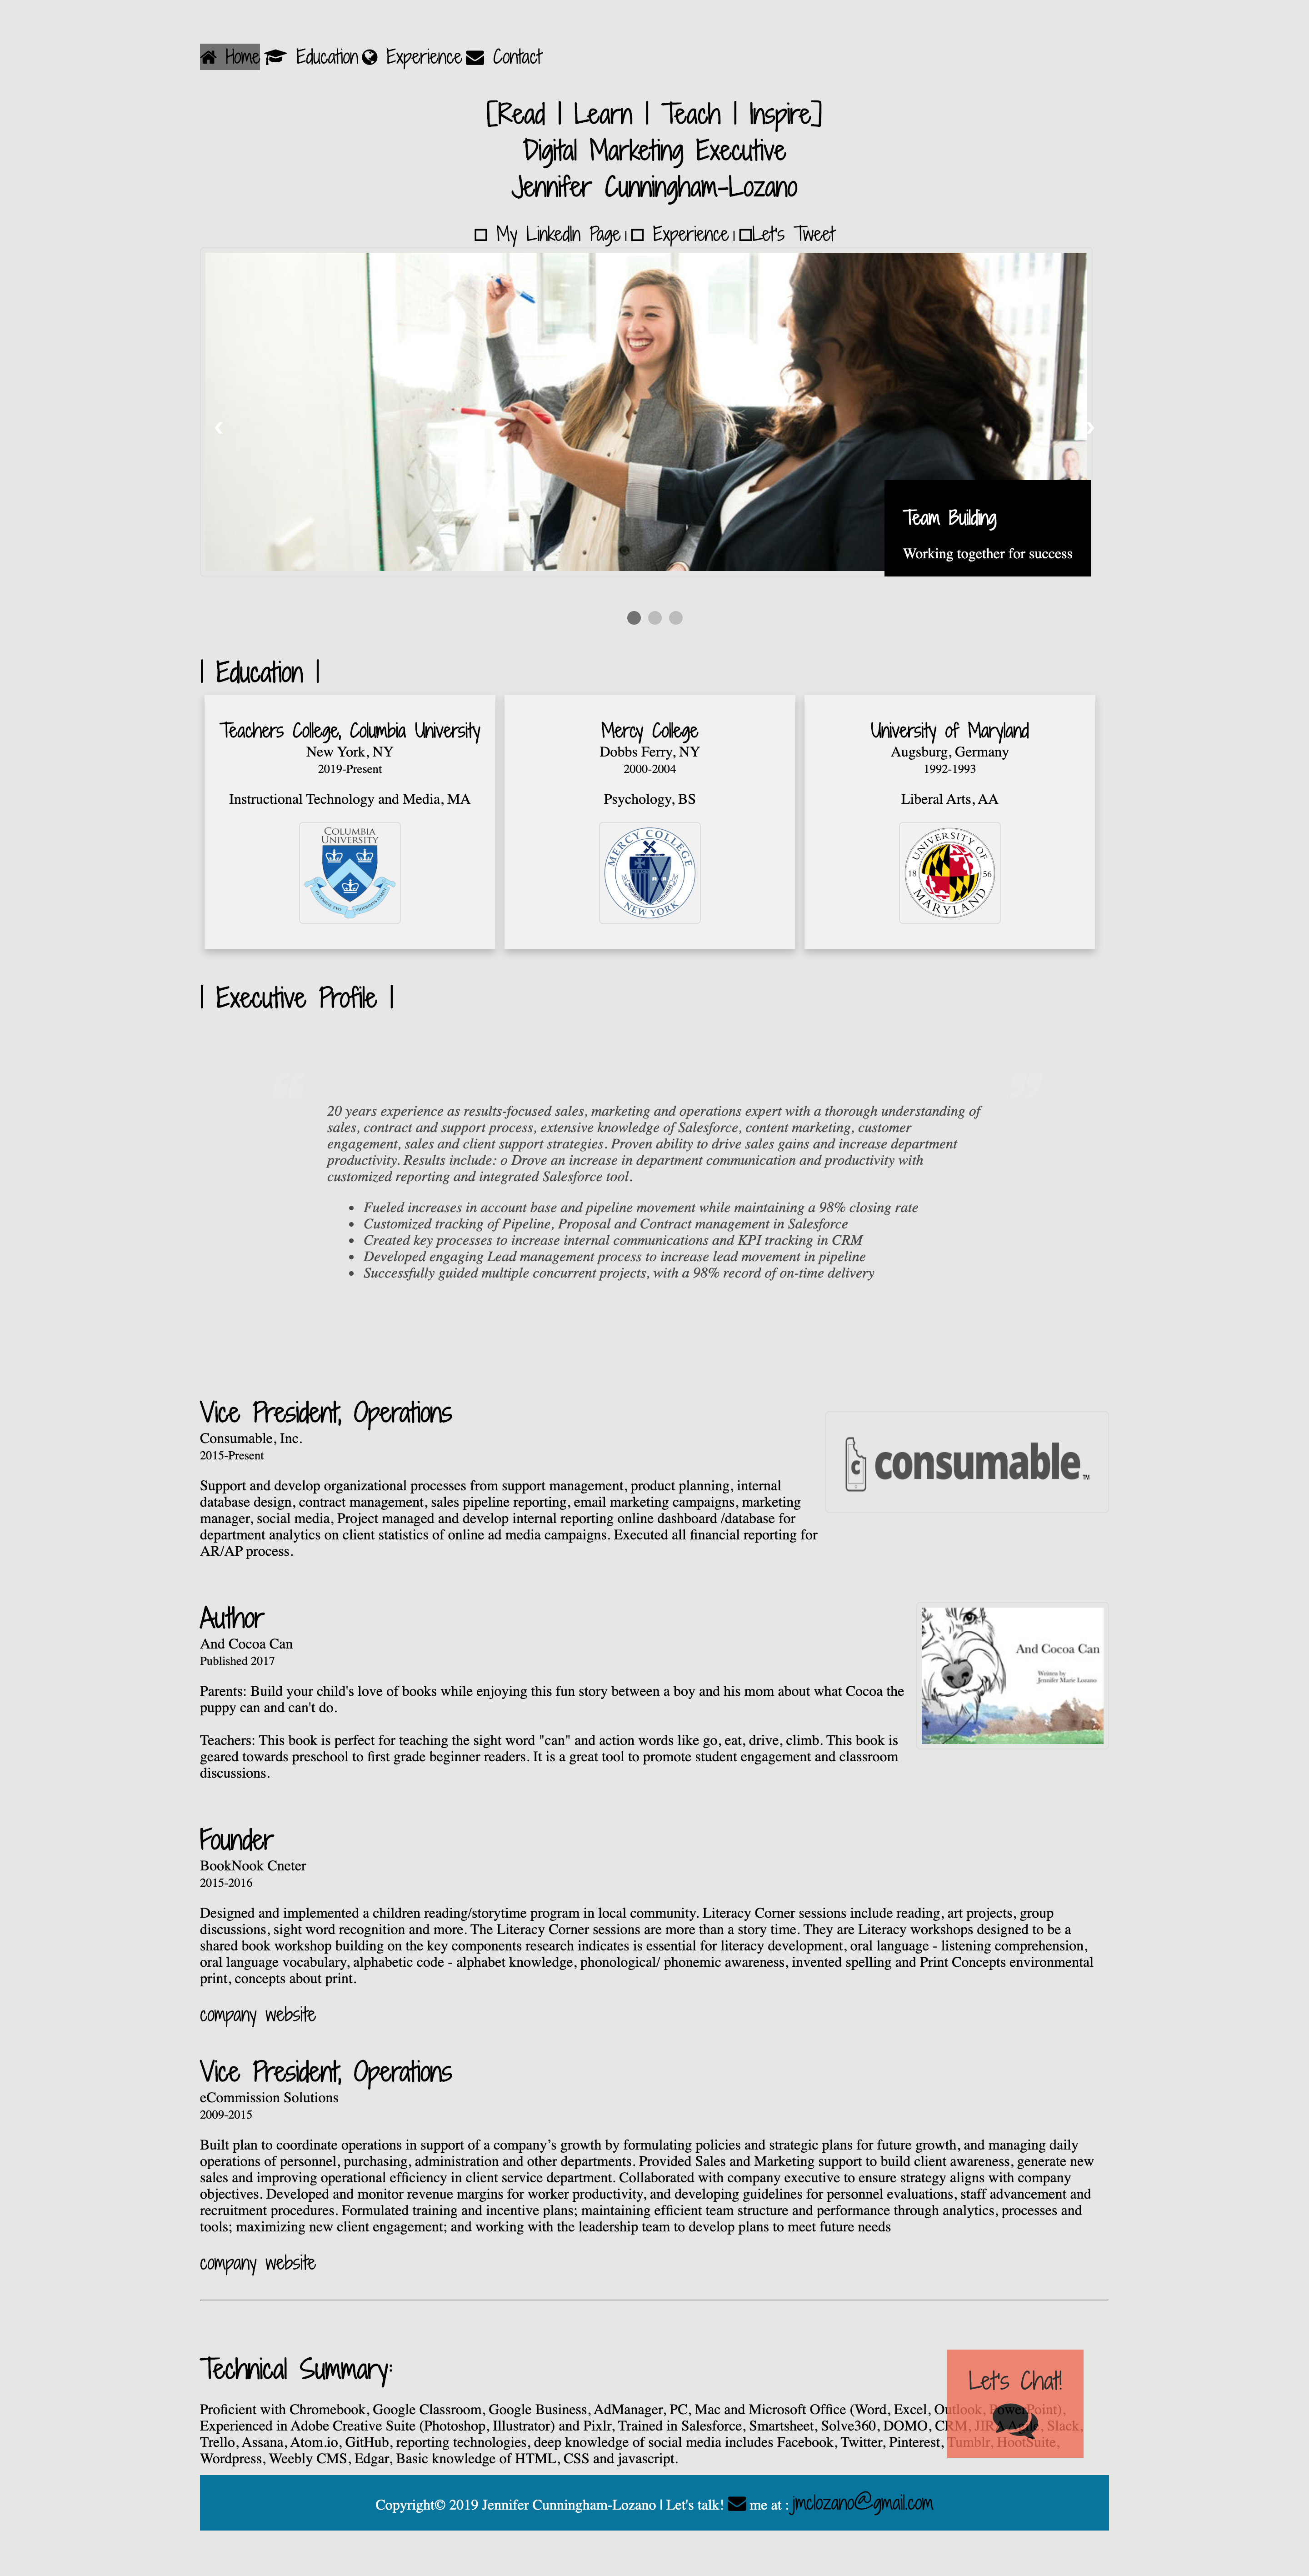 Home Education Experience Contact
[Read | Learn | Teach | Inspire]
Digital Marketing Executive
Jennifer Cunningham-Lozano
My LinkedIn Page | Experience | Let's Tweet
‹ ›
Team Building
Working together for success
| Education |
Teachers College, Columbia University
New York, NY
2019-Present
Instructional Technology and Media, MA
COLUMBIA
UNIVERSITY
Mercy College
Dobbs Ferry, NY
2000-2004
Psychology, BS
MERCY COLLEGE
NEW YORK
University of Maryland
Augsburg, Germany
1992-1993
Liberal Arts, AA
UNIVERSITY OF
18 56
MARYLAND
| Executive Profile |
“ ”
20 years experience as results-focused sales, marketing and operations expert with a thorough understanding of
sales, contract and support process, extensive knowledge of Salesforce, content marketing, customer
engagement, sales and client support strategies. Proven ability to drive sales gains and increase department
productivity. Results include: o Drove an increase in department communication and productivity with
customized reporting and integrated Salesforce tool.
• Fueled increases in account base and pipeline movement while maintaining a 98% closing rate
• Customized tracking of Pipeline, Proposal and Contract management in Salesforce
• Created key processes to increase internal communications and KPI tracking in CRM
• Developed engaging Lead management process to increase lead movement in pipeline
• Successfully guided multiple concurrent projects, with a 98% record of on-time delivery
Vice President, Operations
Consumable, Inc.
2015-Present
Support and develop organizational processes from support management, product planning, internal
database design, contract management, sales pipeline reporting, email marketing campaigns, marketing
manager, social media, Project managed and develop internal reporting online dashboard /database for
department analytics on client statistics of online ad media campaigns. Executed all financial reporting for
AR/AP process.
c consumable TM
Author
And Cocoa Can
Published 2017
Parents: Build your child's love of books while enjoying this fun story between a boy and his mom about what Cocoa the
puppy can and can't do.
Teachers: This book is perfect for teaching the sight word "can" and action words like go, eat, drive, climb. This book is
geared towards preschool to first grade beginner readers. It is a great tool to promote student engagement and classroom
discussions.
And Cocoa Can
Written by
Jennifer Marie Lozano
Founder
BookNook Cneter
2015-2016
Designed and implemented a children reading/storytime program in local community. Literacy Corner sessions include reading, art projects, group
discussions, sight word recognition and more. The Literacy Corner sessions are more than a story time. They are Literacy workshops designed to be a
shared book workshop building on the key components research indicates is essential for literacy development, oral language - listening comprehension,
oral language vocabulary, alphabetic code - alphabet knowledge, phonological/ phonemic awareness, invented spelling and Print Concepts environmental
print, concepts about print.
company website
Vice President, Operations
eCommission Solutions
2009-2015
Built plan to coordinate operations in support of a company’s growth by formulating policies and strategic plans for future growth, and managing daily
operations of personnel, purchasing, administration and other departments. Provided Sales and Marketing support to build client awareness, generate new
sales and improving operational efficiency in client service department. Collaborated with company executive to ensure strategy aligns with company
objectives. Developed and monitor revenue margins for worker productivity, and developing guidelines for personnel evaluations, staff advancement and
recruitment procedures. Formulated training and incentive plans; maintaining efficient team structure and performance through analytics, processes and
tools; maximizing new client engagement; and working with the leadership team to develop plans to meet future needs
company website
Technical Summary:
Let's Chat!
Proficient with Chromebook, Google Classroom, Google Business, AdManager, PC, Mac and Microsoft Office (Word, Excel, Outlook, PowerPoint),
Experienced in Adobe Creative Suite (Photoshop, Illustrator) and Pixlr, Trained in Salesforce, Smartsheet, Solve360, DOMO, CRM, JIRA Slack,
Trello, Assana, Atom.io, GitHub, reporting technologies, deep knowledge of social media includes Facebook, Twitter, Pinterest, Tumblr, HootSuite,
Wordpress, Weebly CMS, Edgar, Basic knowledge of HTML, CSS and javascript.
Copyright© 2019 Jennifer Cunningham-Lozano | Let's talk! me at : jmclozano@gmail.com